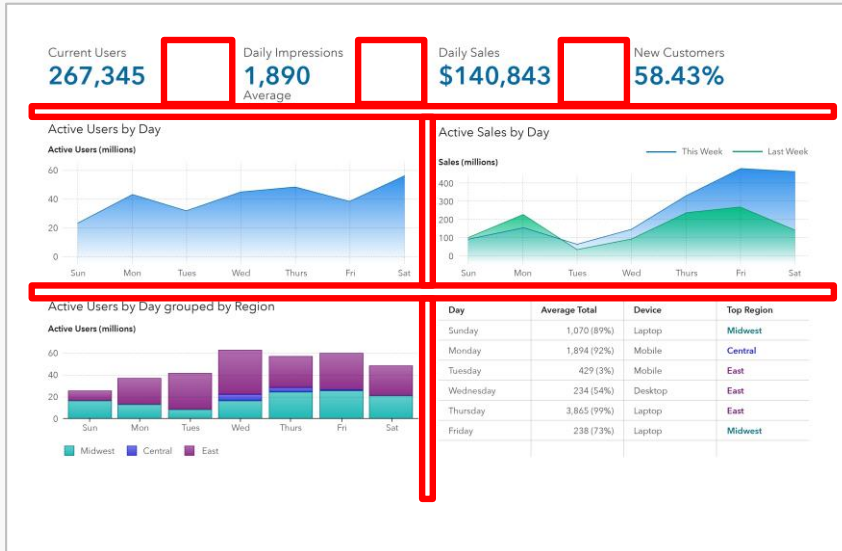 Current Users
267,345
Daily Impressions
1,890
Average
Daily Sales
$140,843
New Customers
58.43%
Active Users by Day
Active Users (millions)
60
40
20
0
Sun Mon Tues Wed Thurs Fri Sat
Active Sales by Day
This Week Last Week
Sales (millions)
400
300
200
100
0
Sun Mon Tues Wed Thurs Fri Sat
Active Users by Day grouped by Region
Active Users (millions)
60
40
20
0
Sun Mon Tues Wed Thurs Fri Sat
Midwest Central East
Day Average Total Device Top Region
Sunday 1,070 (89%) Laptop Midwest
Monday 1,894 (92%) Mobile Central
Tuesday 429 (3%) Mobile East
Wednesday 234 (54%) Desktop East
Thursday 3,865 (99%) Laptop East
Friday 238 (73%) Laptop Midwest